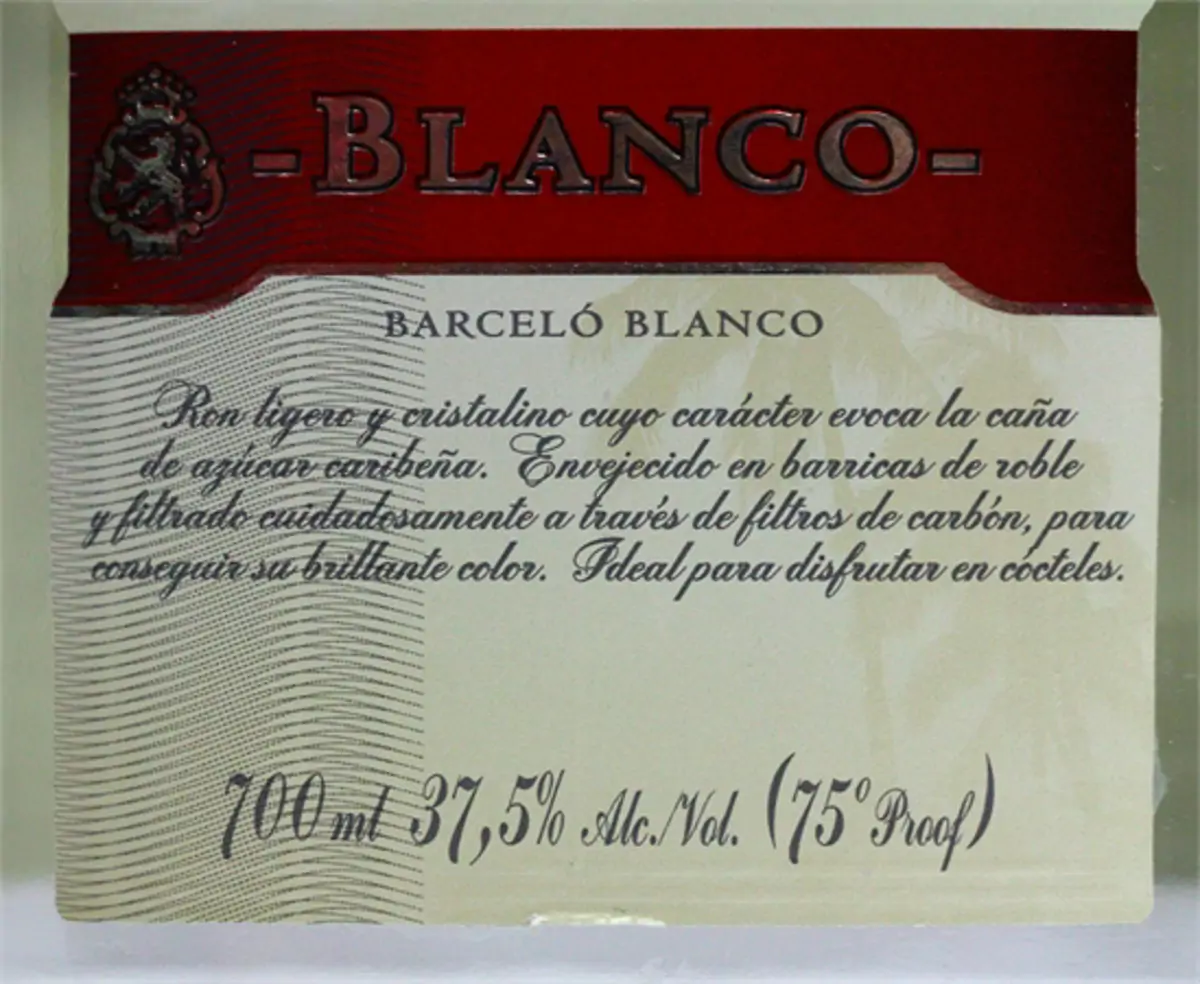 -BLANCO-
BARCELÓ BLANCO
Ron ligero y cristalino cuyo carácter evoca la caña
de azúcar caribeña. Envejecido en barricas de roble
y filtrado cuidadosamente a través de filtros de carbón, para
conseguir su brillante color. Ideal para disfrutar en cócteles.
700 ml 37,5% Alc./Vol. (75º Proof)